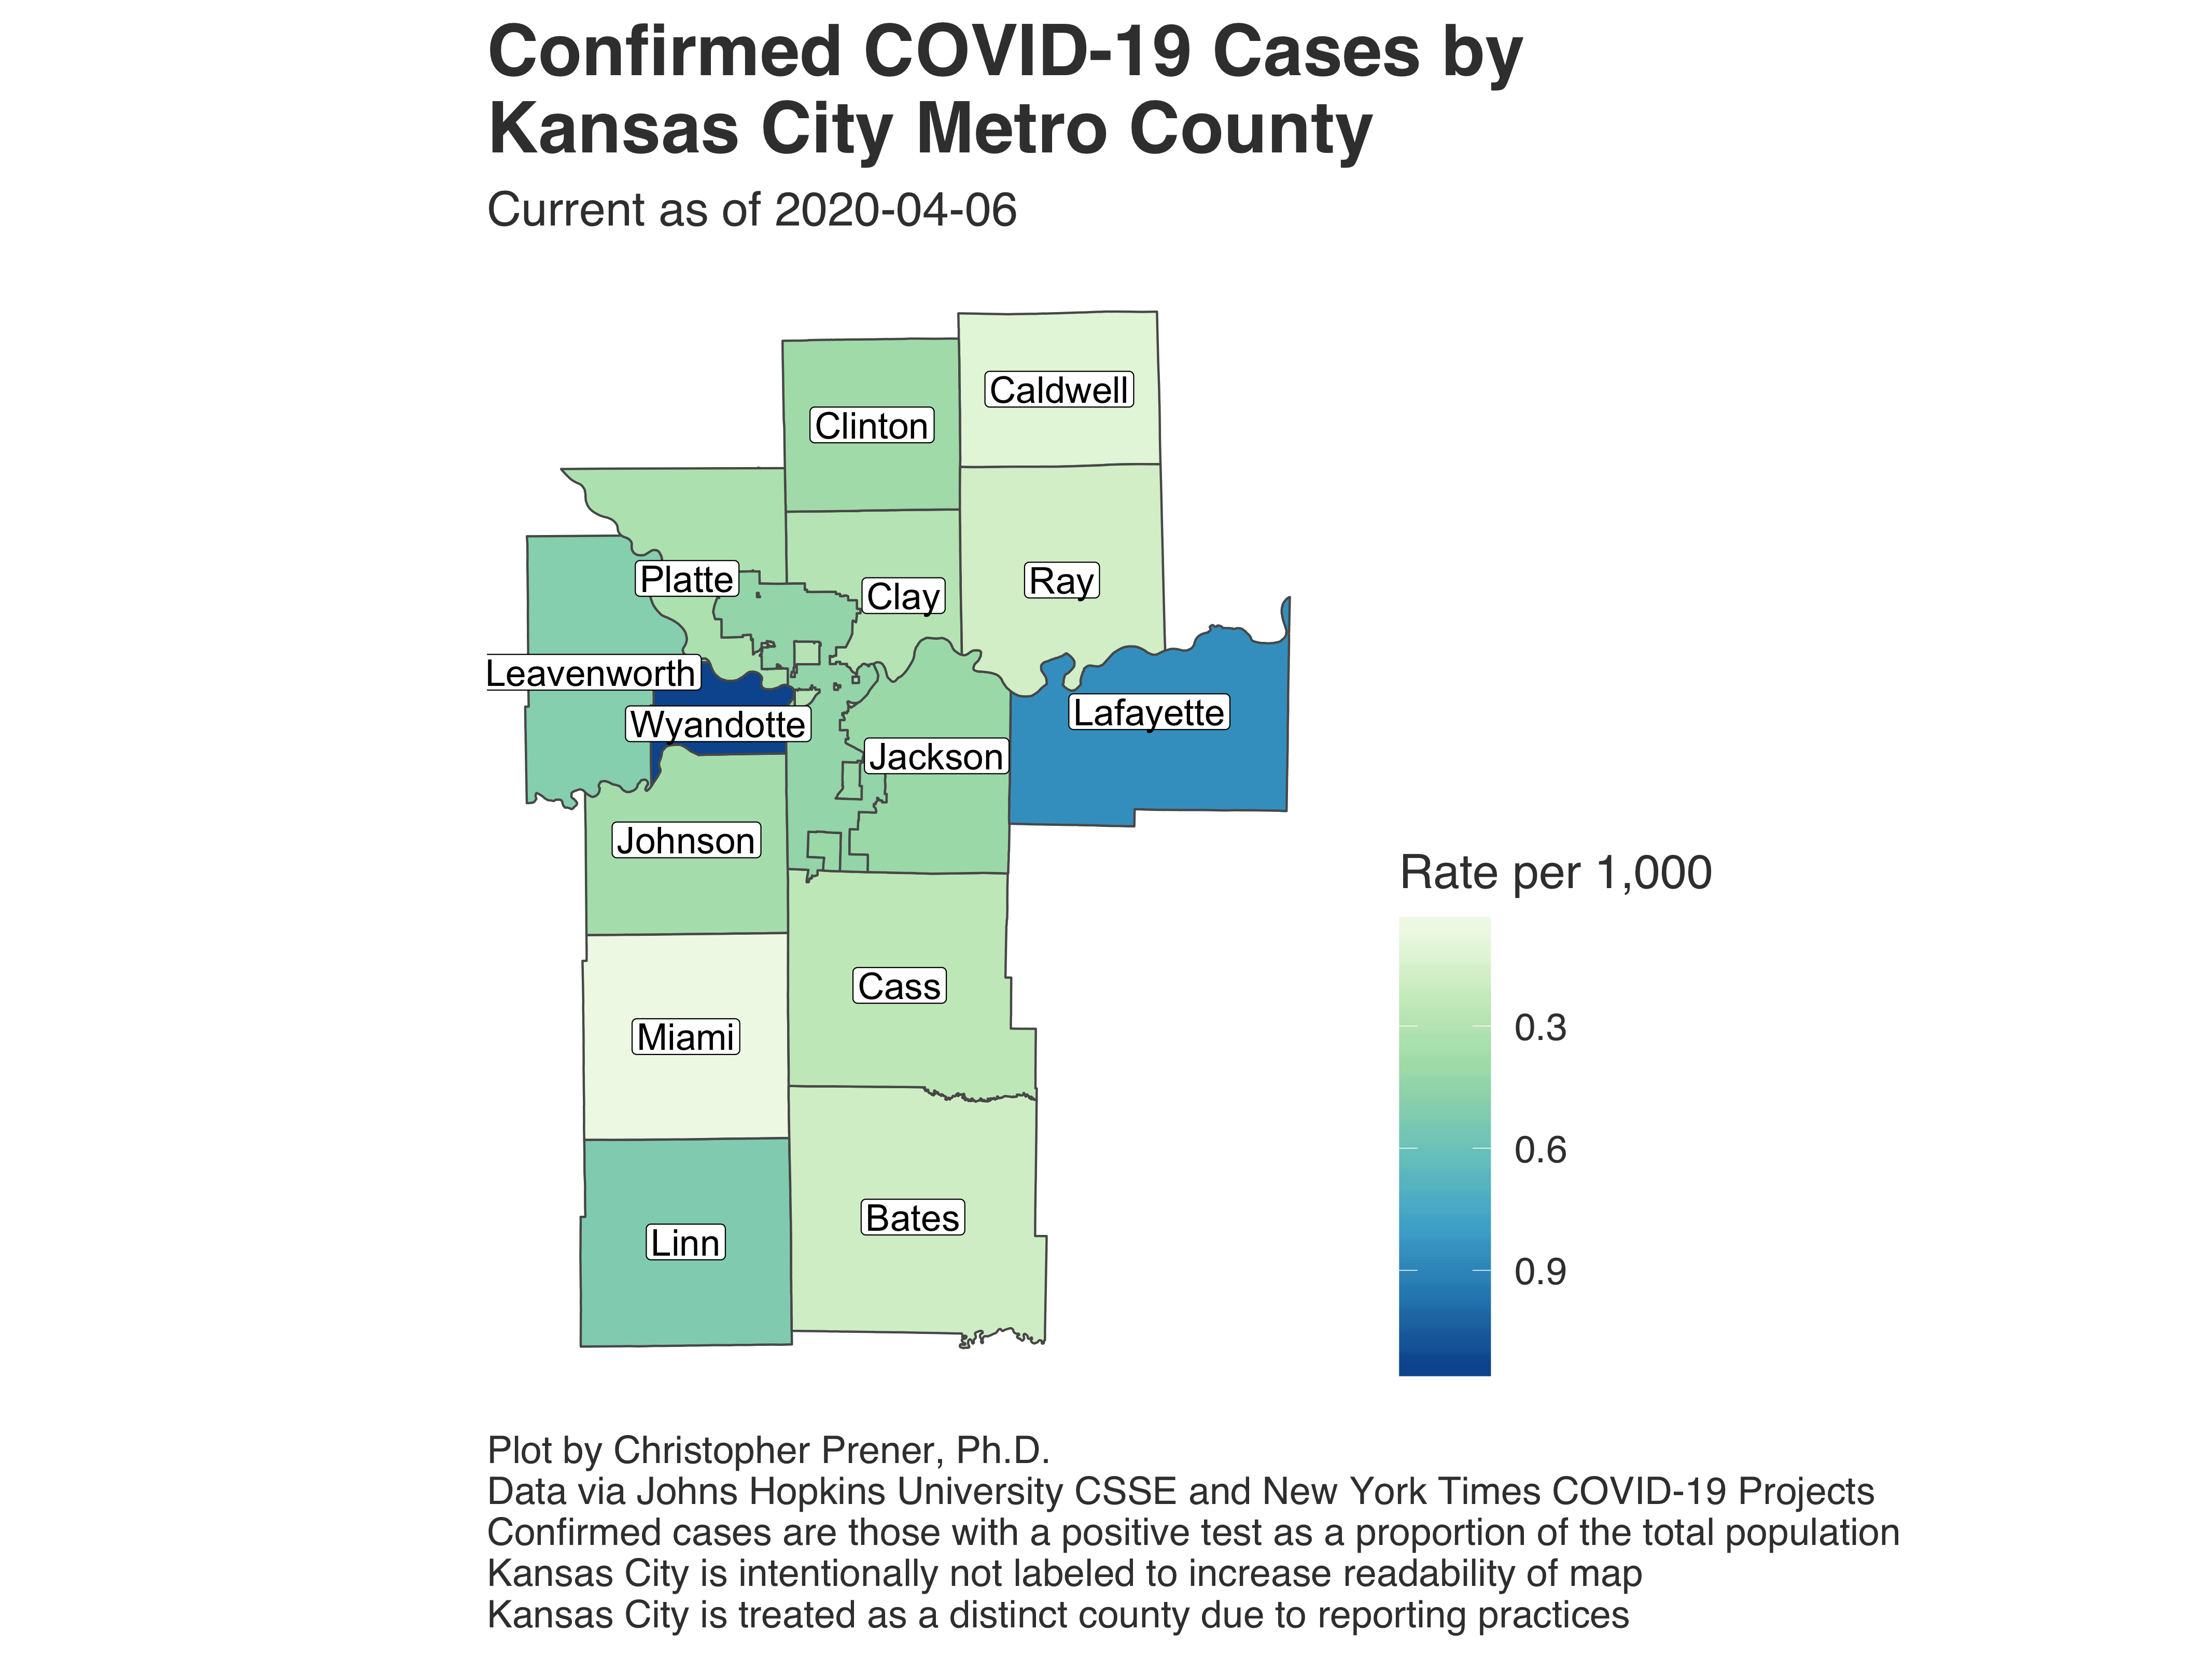 Confirmed COVID-19 Cases by
Kansas City Metro County
Current as of 2020-04-06
Caldwell
Clinton
Platte
Clay
Ray
Leavenworth
Wyandotte
Lafayette
Jackson
Johnson
Cass
Miami
Bates
Linn
Rate per 1,000
0.3
0.6
0.9
Plot by Christopher Prener, Ph.D.
Data via Johns Hopkins University CSSE and New York Times COVID-19 Projects
Confirmed cases are those with a positive test as a proportion of the total population
Kansas City is intentionally not labeled to increase readability of map
Kansas City is treated as a distinct county due to reporting practices